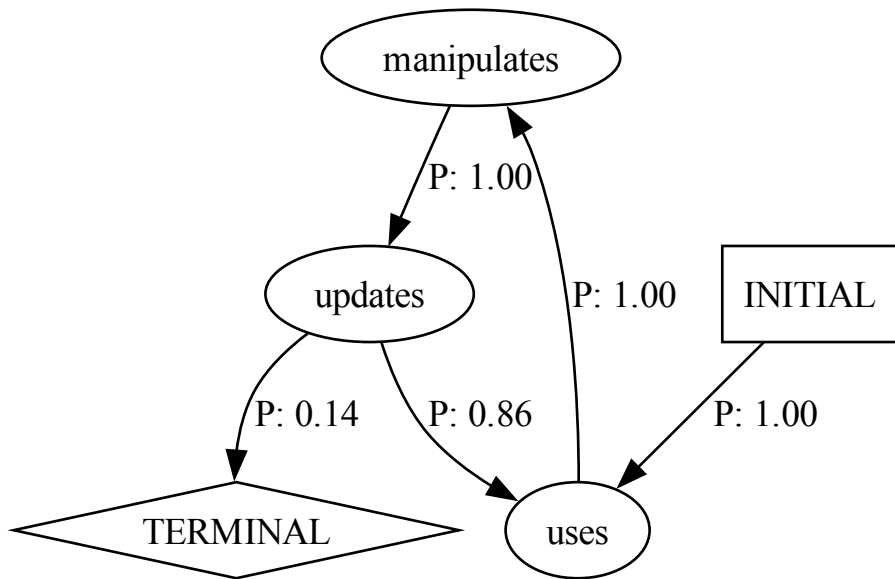 manipulates
P: 1.00
updates
P: 1.00
INITIAL
P: 0.14
P: 0.86
P: 1.00
TERMINAL
uses